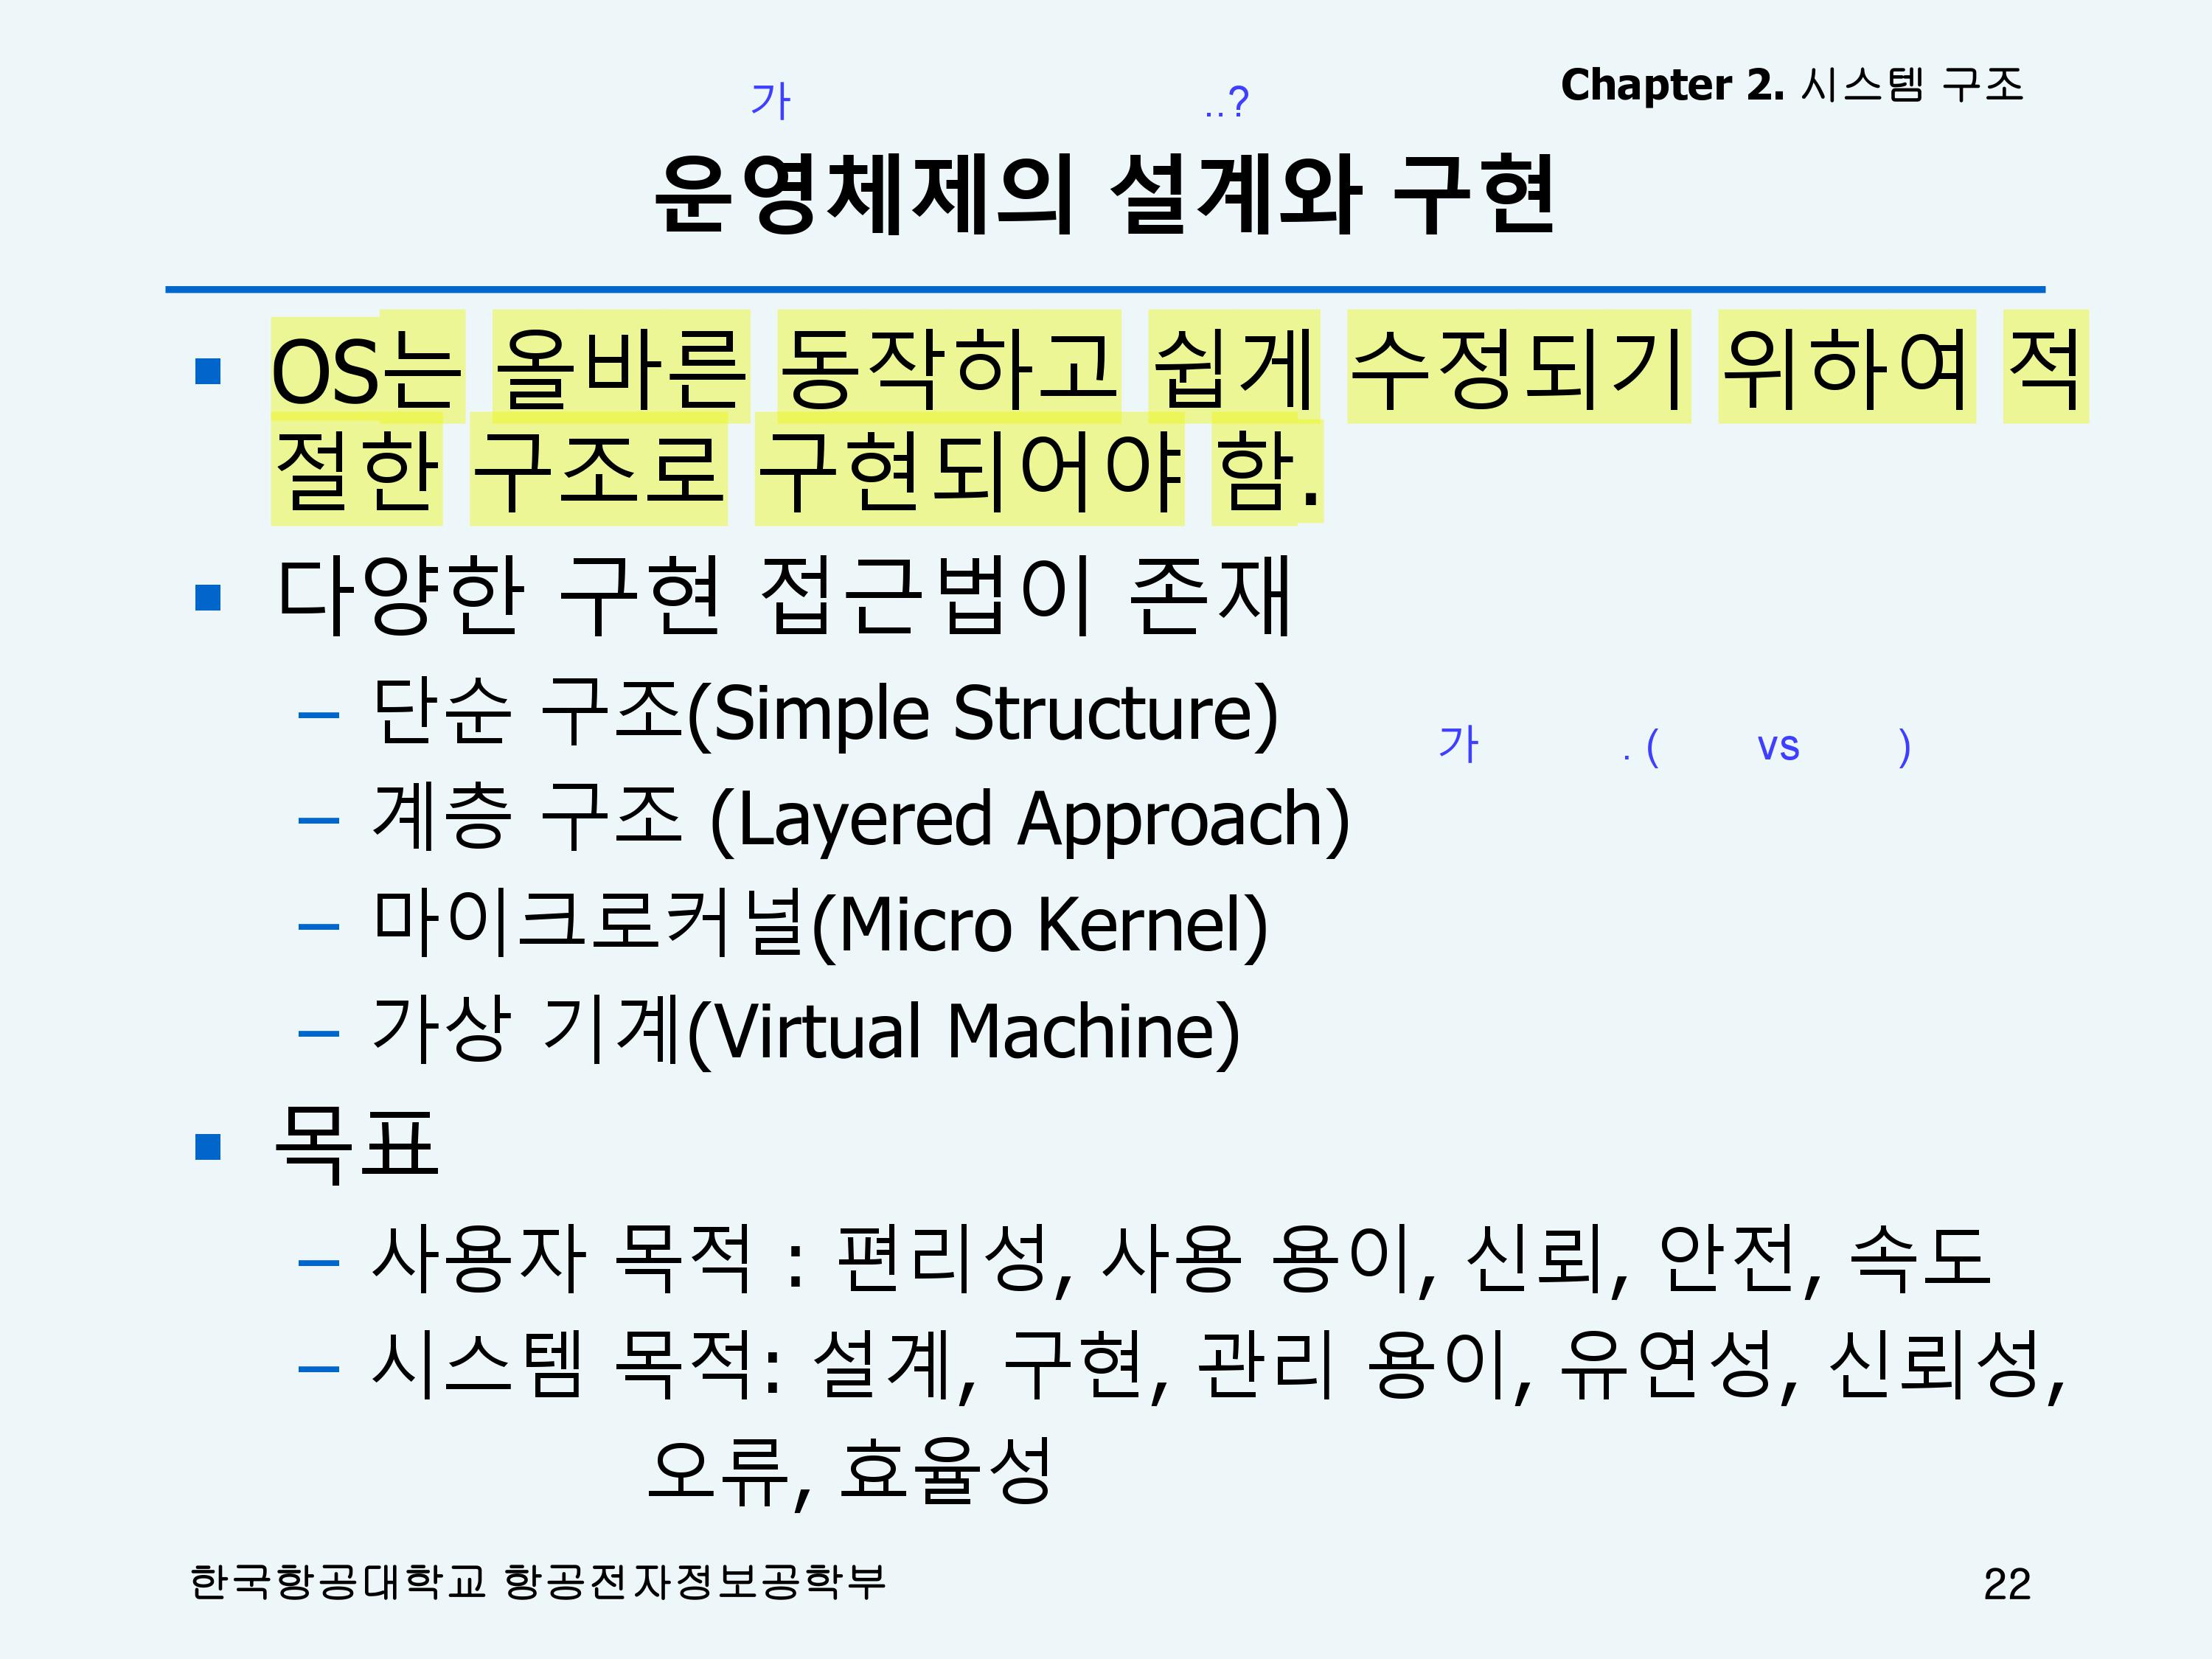 Chapter 2. 시스템 구조
가 ..?
운영체제의 설계와 구현
OS는 올바른 동작하고 쉽게 수정되기 위하여 적
절한 구조로 구현되어야 함.
다양한 구현 접근법이 존재
– 단순 구조(Simple Structure)
가 . ( vs )
– 계층 구조 (Layered Approach)
– 마이크로커널(Micro Kernel)
– 가상 기계(Virtual Machine)
목표
– 사용자 목적 : 편리성, 사용 용이, 신뢰, 안전, 속도
– 시스템 목적: 설계, 구현, 관리 용이, 유연성, 신뢰성,
오류, 효율성
한국항공대학교 항공전자정보공학부
22